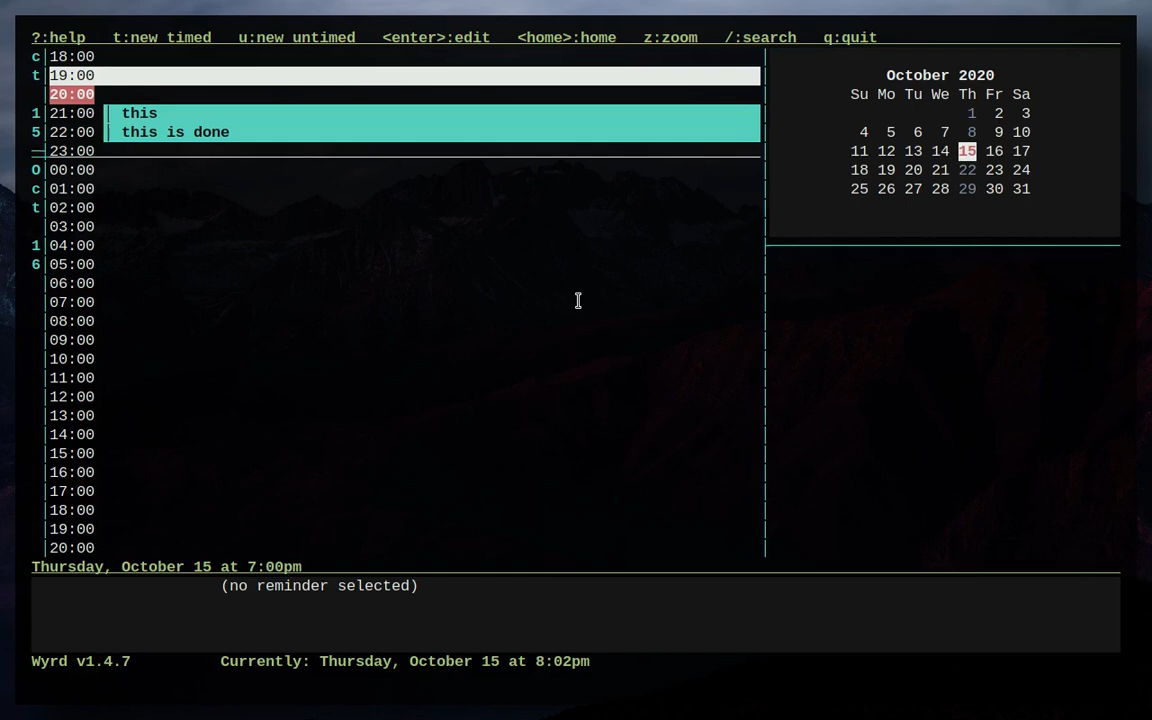 ?:help   t:new timed   u:new untimed   <enter>:edit   <home>:home   z:zoom   /:search   q:quit
c 18:00
t 19:00
20:00
1 21:00 this
5 22:00 this is done
23:00
O 00:00
c 01:00
t 02:00
03:00
1 04:00
6 05:00
06:00
07:00
08:00
09:00
10:00
11:00
12:00
13:00
14:00
15:00
16:00
17:00
18:00
19:00
20:00
October 2020
Su Mo Tu We Th Fr Sa
1 2 3
4 5 6 7 8 9 10
11 12 13 14 15 16 17
18 19 20 21 22 23 24
25 26 27 28 29 30 31
Thursday, October 15 at 7:00pm
(no reminder selected)
Wyrd v1.4.7 Currently: Thursday, October 15 at 8:02pm